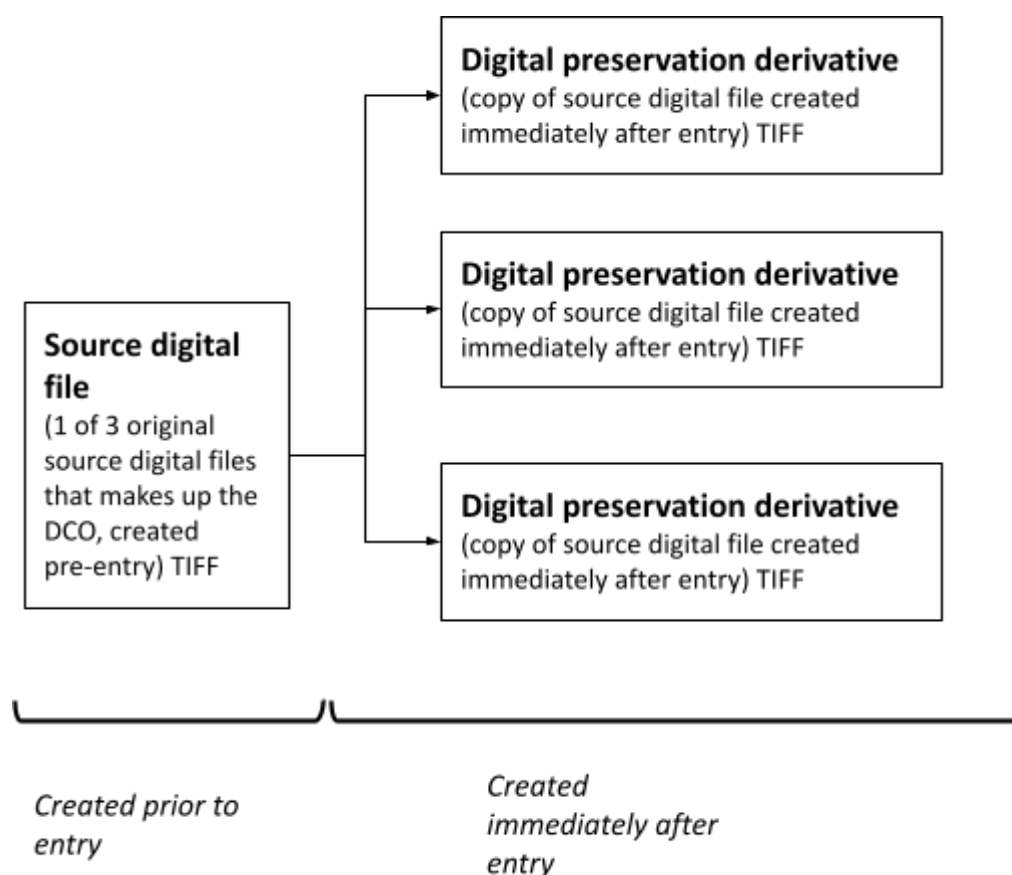 Digital preservation derivative
(copy of source digital file created
immediately after entry) TIFF
Digital preservation derivative
(copy of source digital file created
immediately after entry) TIFF
Source digital
file
(1 of 3 original
source digital files
that makes up the
DCO, created
pre-entry) TIFF
Digital preservation derivative
(copy of source digital file created
immediately after entry) TIFF
Created prior to
entry
Created
immediately after
entry